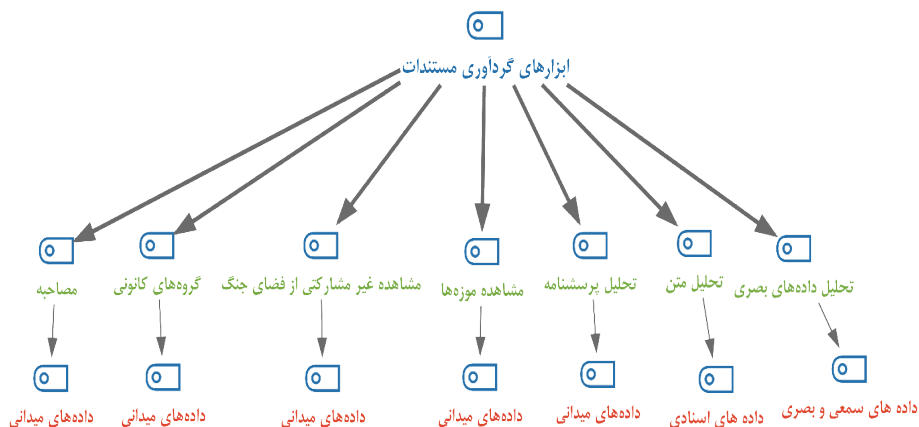 ابزارهای گردآوری مستندات
تحلیل داده‌های بصری
تحلیل متن
تحلیل پرسشنامه
مشاهده موزه‌ها
مشاهده غیر مشارکتی از فضای جنگ
گروه‌های کانونی
مصاحبه
داده های سمعی و بصری
داده های اسنادی
داده‌های میدانی
داده‌های میدانی
داده‌های میدانی
داده‌های میدانی
داده‌های میدانی